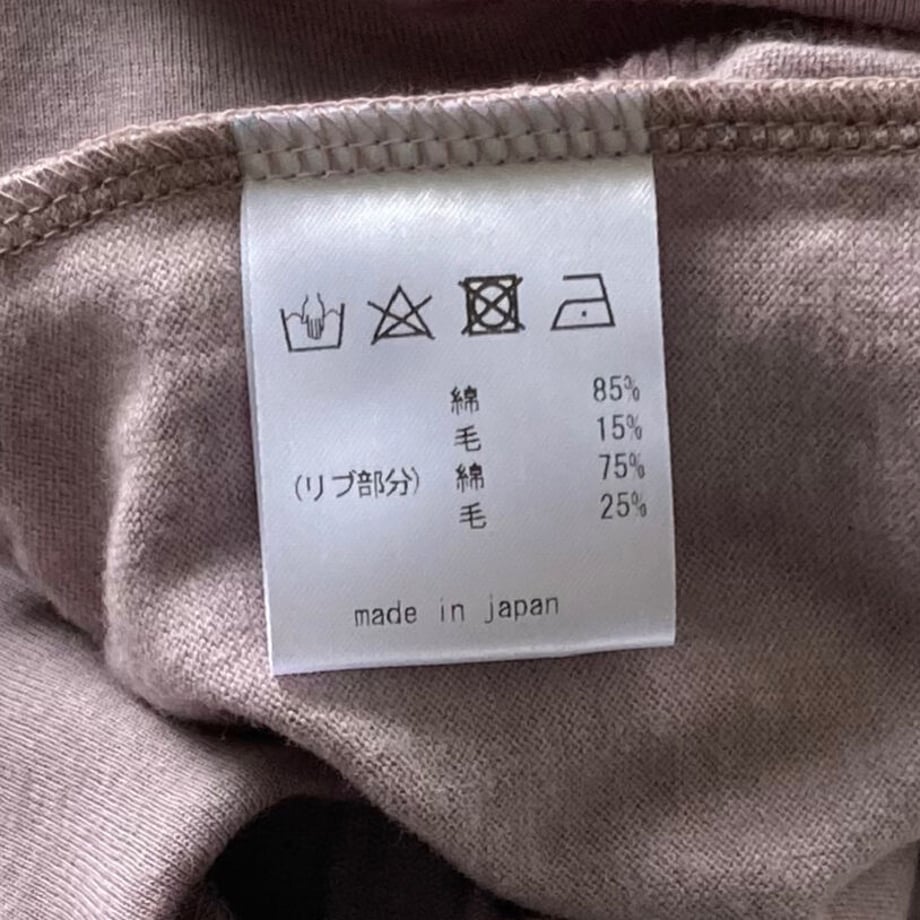 綿 85%
毛 15%
(リブ部分) 綿 75%
毛 25%
made in japan